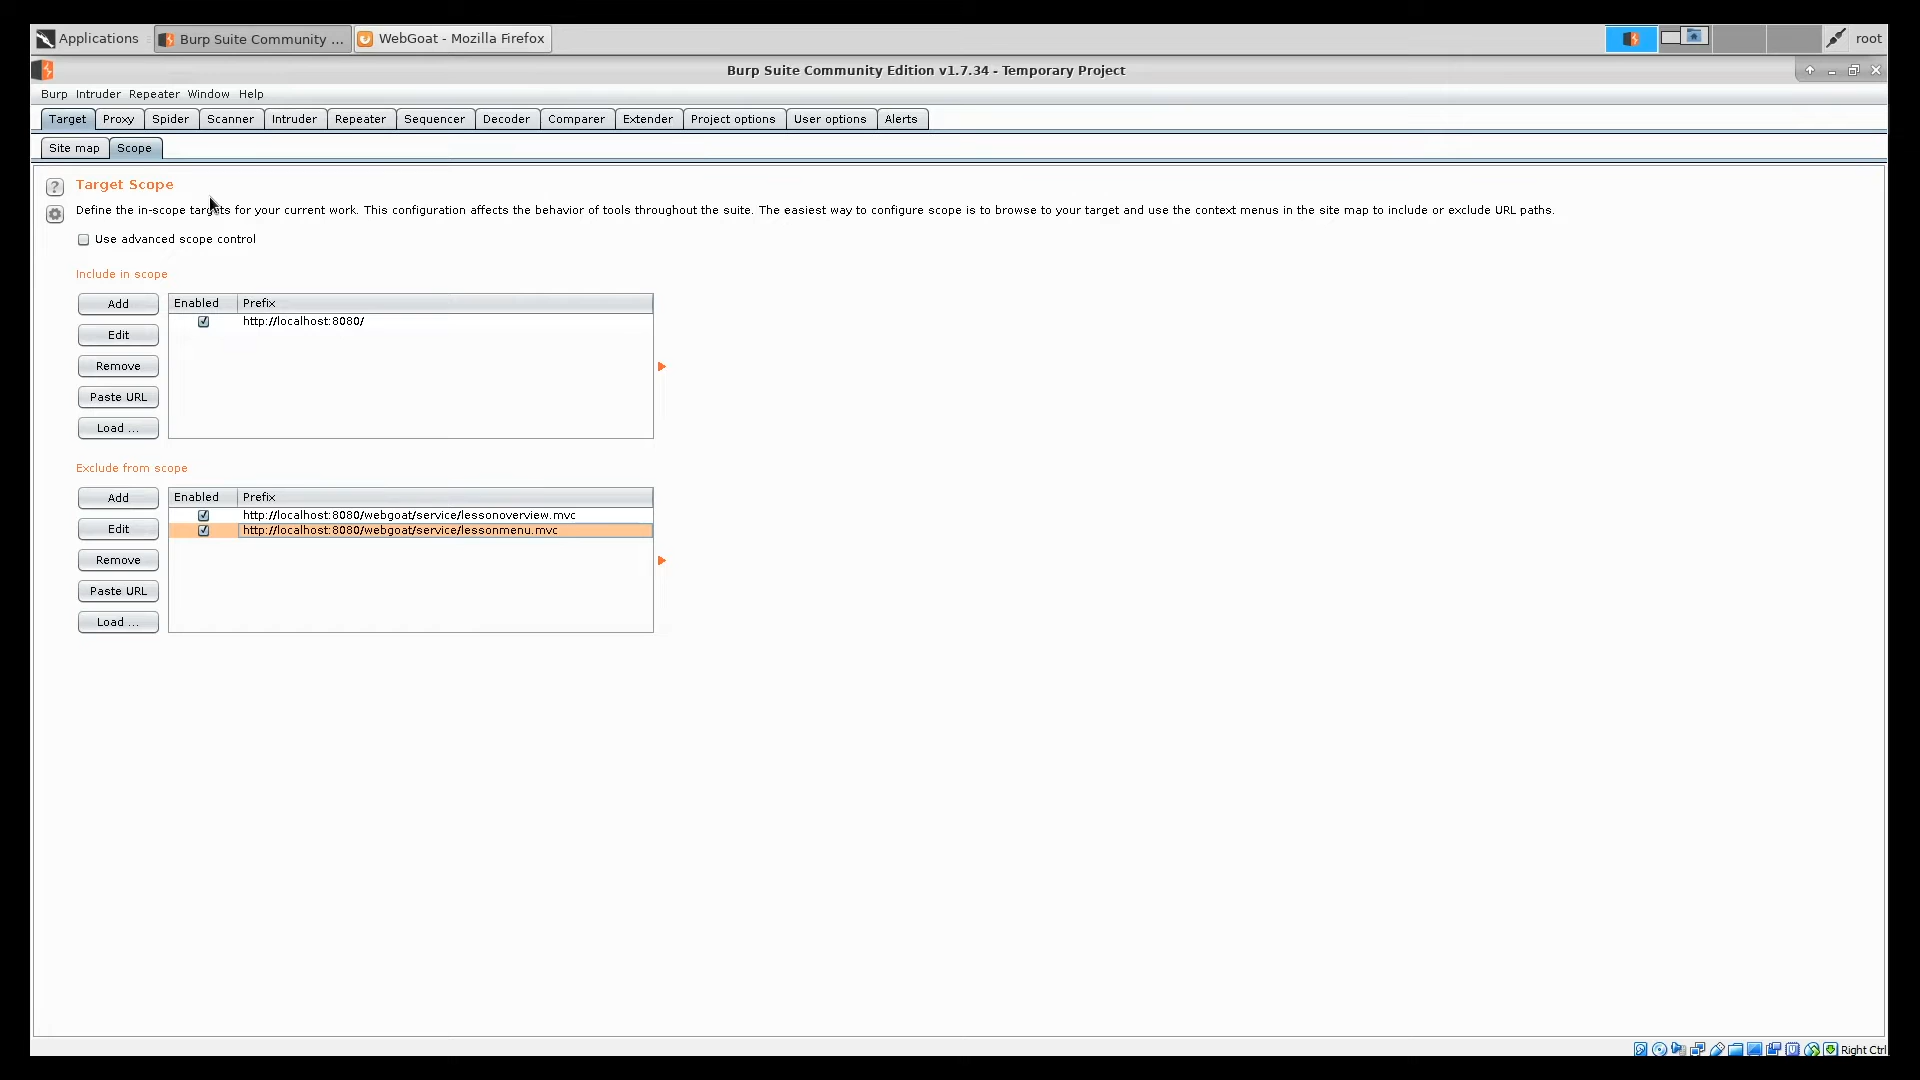 Applications
Burp Suite Community ...
WebGoat - Mozilla Firefox
root
Burp Suite Community Edition v1.7.34 - Temporary Project
Burp Intruder Repeater Window Help
Target Proxy Spider Scanner Intruder Repeater Sequencer Decoder Comparer Extender Project options User options Alerts
Site map Scope
? Target Scope
Define the in-scope targets for your current work. This configuration affects the behavior of tools throughout the suite. The easiest way to configure scope is to browse to your target and use the context menus in the site map to include or exclude URL paths.
Use advanced scope control
Include in scope
Add
Edit
Remove
Paste URL
Load ...
Enabled Prefix
http://localhost:8080/
Exclude from scope
Add
Edit
Remove
Paste URL
Load ...
Enabled Prefix
http://localhost:8080/webgoat/service/lessonoverview.mvc
http://localhost:8080/webgoat/service/lessonmenu.mvc
Right Ctrl